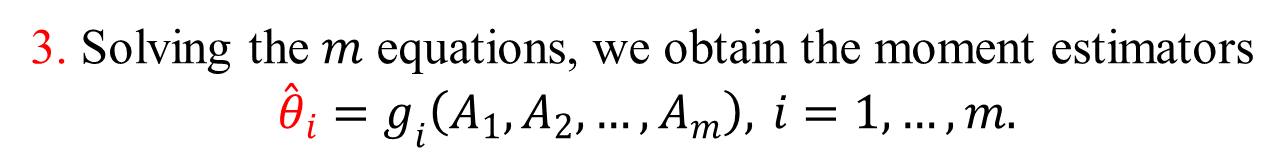 3. Solving the m equations, we obtain the moment estimators
θ̂ᵢ = gᵢ(A₁, A₂, … , Aₘ), i = 1, … , m.